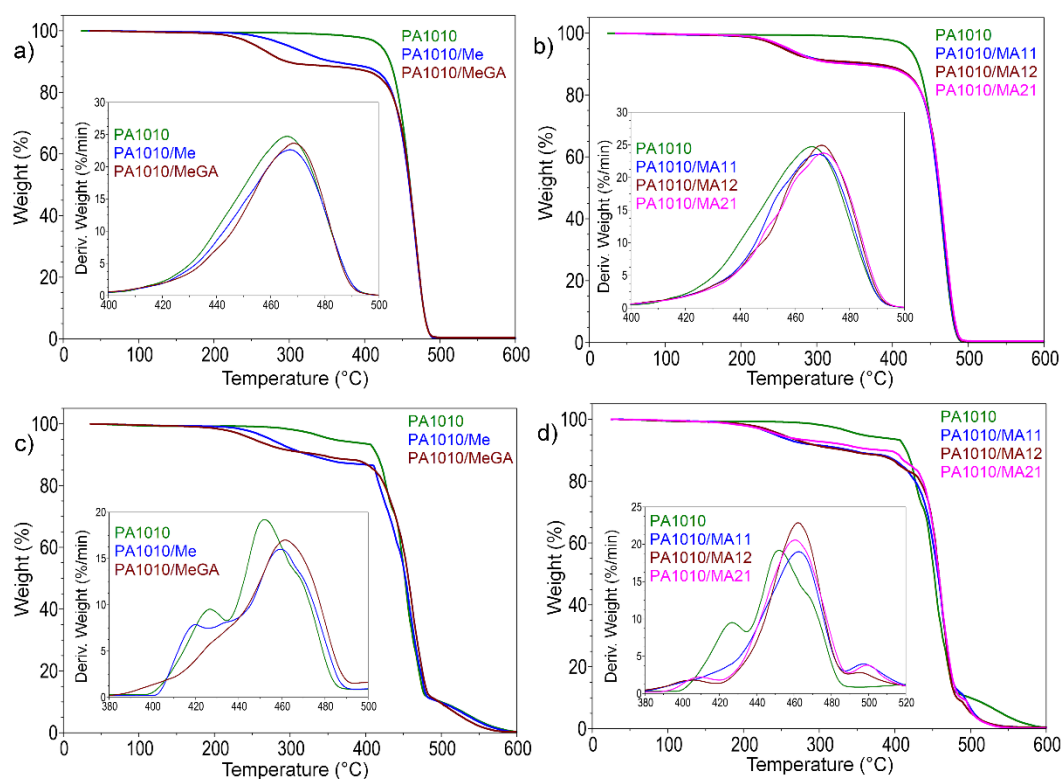 a)
PA1010
PA1010/Me
PA1010/MeGA
Weight (%)
100
80
60
40
20
0
Deriv. Weight (%/min)
30
25
20
15
10
5
0
PA1010
PA1010/Me
PA1010/MeGA
400 420 440 460 480 500
0 100 200 300 400 500 600
Temperature (°C)
b)
PA1010
PA1010/MA11
PA1010/MA12
PA1010/MA21
Weight (%)
100
80
60
40
20
0
Deriv. Weight (%/min)
30
25
20
15
10
5
0
PA1010
PA1010/MA11
PA1010/MA12
PA1010/MA21
400 420 440 460 480 500
0 100 200 300 400 500 600
Temperature (°C)
c)
PA1010
PA1010/Me
PA1010/MeGA
Weight (%)
100
80
60
40
20
0
Deriv. Weight (%/min)
20
15
10
5
0
PA1010
PA1010/Me
PA1010/MeGA
380 400 420 440 460 480 500
0 100 200 300 400 500 600
Temperature (°C)
d)
PA1010
PA1010/MA11
PA1010/MA12
PA1010/MA21
Weight (%)
100
80
60
40
20
0
Deriv. Weight (%/min)
25
20
15
10
5
0
PA1010
PA1010/MA11
PA1010/MA12
PA1010/MA21
380 400 420 440 460 480 500 520
0 100 200 300 400 500 600
Temperature (°C)